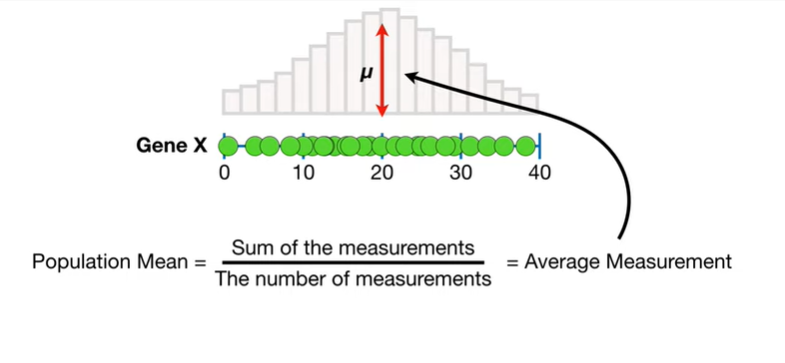 μ
Gene X
0 10 20 30 40
Population Mean = Sum of the measurements
The number of measurements
= Average Measurement